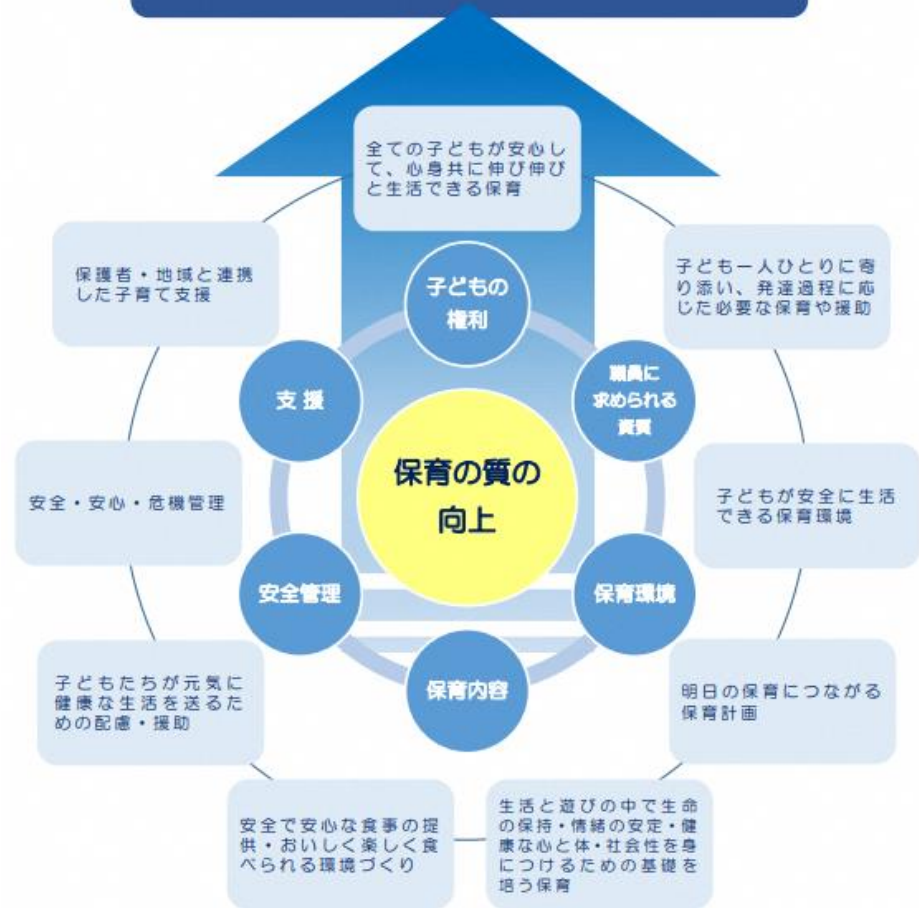 全ての子どもが安心し
て、心身共に伸び伸び
と生活できる保育
子ども一人ひとりに寄
り添い、発達過程に応
じた必要な保育や援助
子どもが安全に生活
できる保育環境
明日の保育につながる
保育計画
生活と遊びの中で生命
の保持・情緒の安定・健
康な心と体・社会性を身
につけるための基礎を
培う保育
安全で安心な食事の提
供・おいしく楽しく食
べられる環境づくり
子どもたちが元気に
健康な生活を送るた
めの配慮・援助
安全・安心・危機管理
保護者・地域と連携
した子育て支援
子どもの
権利
職員に
求められる
資質
保育環境
保育内容
安全管理
支援
保育の質の
向上